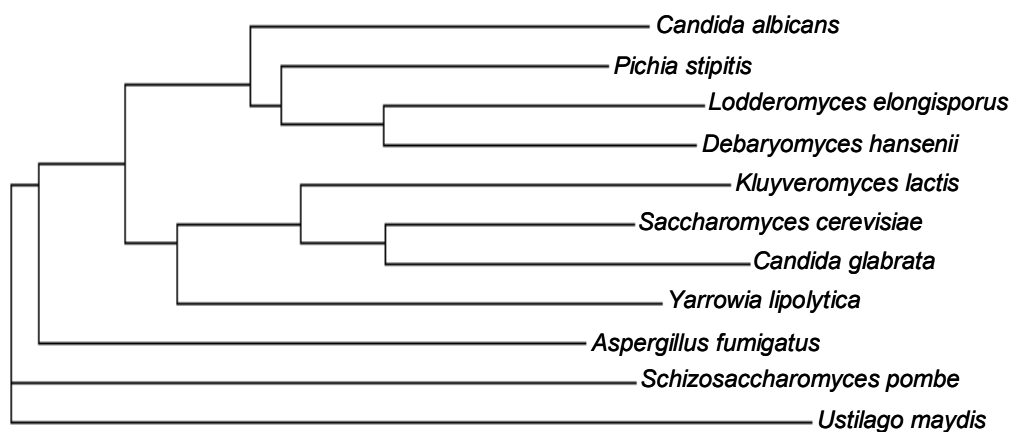 Candida albicans
Pichia stipitis
Lodderomyces elongisporus
Debaryomyces hansenii
Kluyveromyces lactis
Saccharomyces cerevisiae
Candida glabrata
Yarrowia lipolytica
Aspergillus fumigatus
Schizosaccharomyces pombe
Ustilago maydis